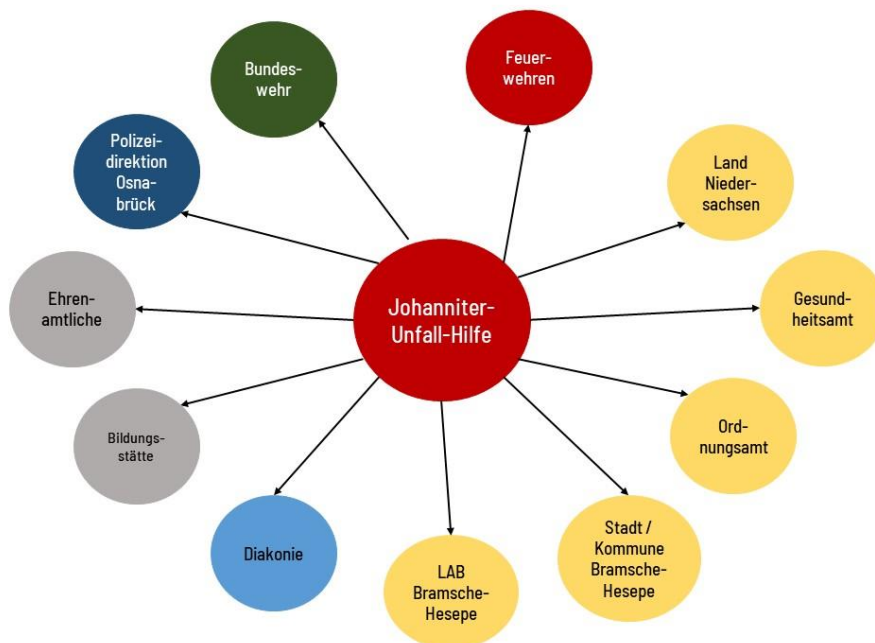 Bundes-
wehr
Feuer-
wehren
Polizei-
direktion
Osna-
brück
Land
Nieder-
sachsen
Ehren-
amtliche
Johanniter-
Unfall-Hilfe
Gesund-
heitsamt
Bildungs-
stätte
Ord-
nungsamt
Diakonie
LAB
Bramsche-
Hesepe
Stadt /
Kommune
Bramsche-
Hesepe